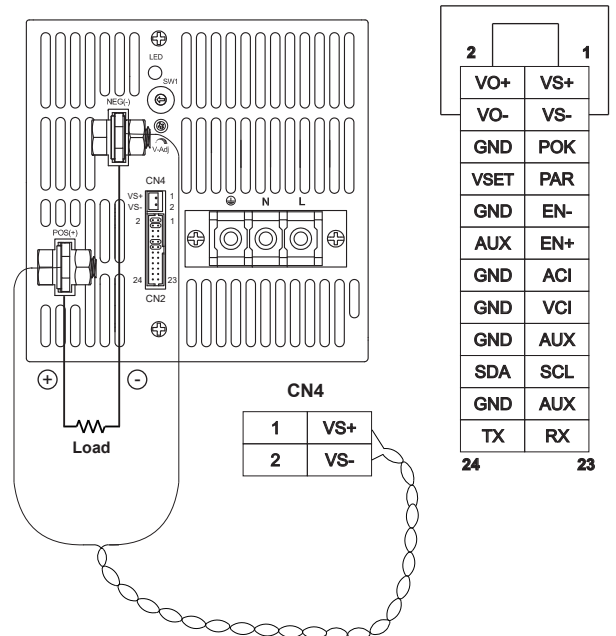 LED
SW1
NEG(-)
V-Adj
CN4
VS+ 1
VS- 2
2 1
N L
POS(+)
24 23
CN2
+ -
Load
CN4
1 VS+
2 VS-
2 1
VO+ VS+
VO- VS-
GND POK
VSET PAR
GND EN-
AUX EN+
GND ACI
GND VCI
GND AUX
SDA SCL
GND AUX
TX RX
24 23